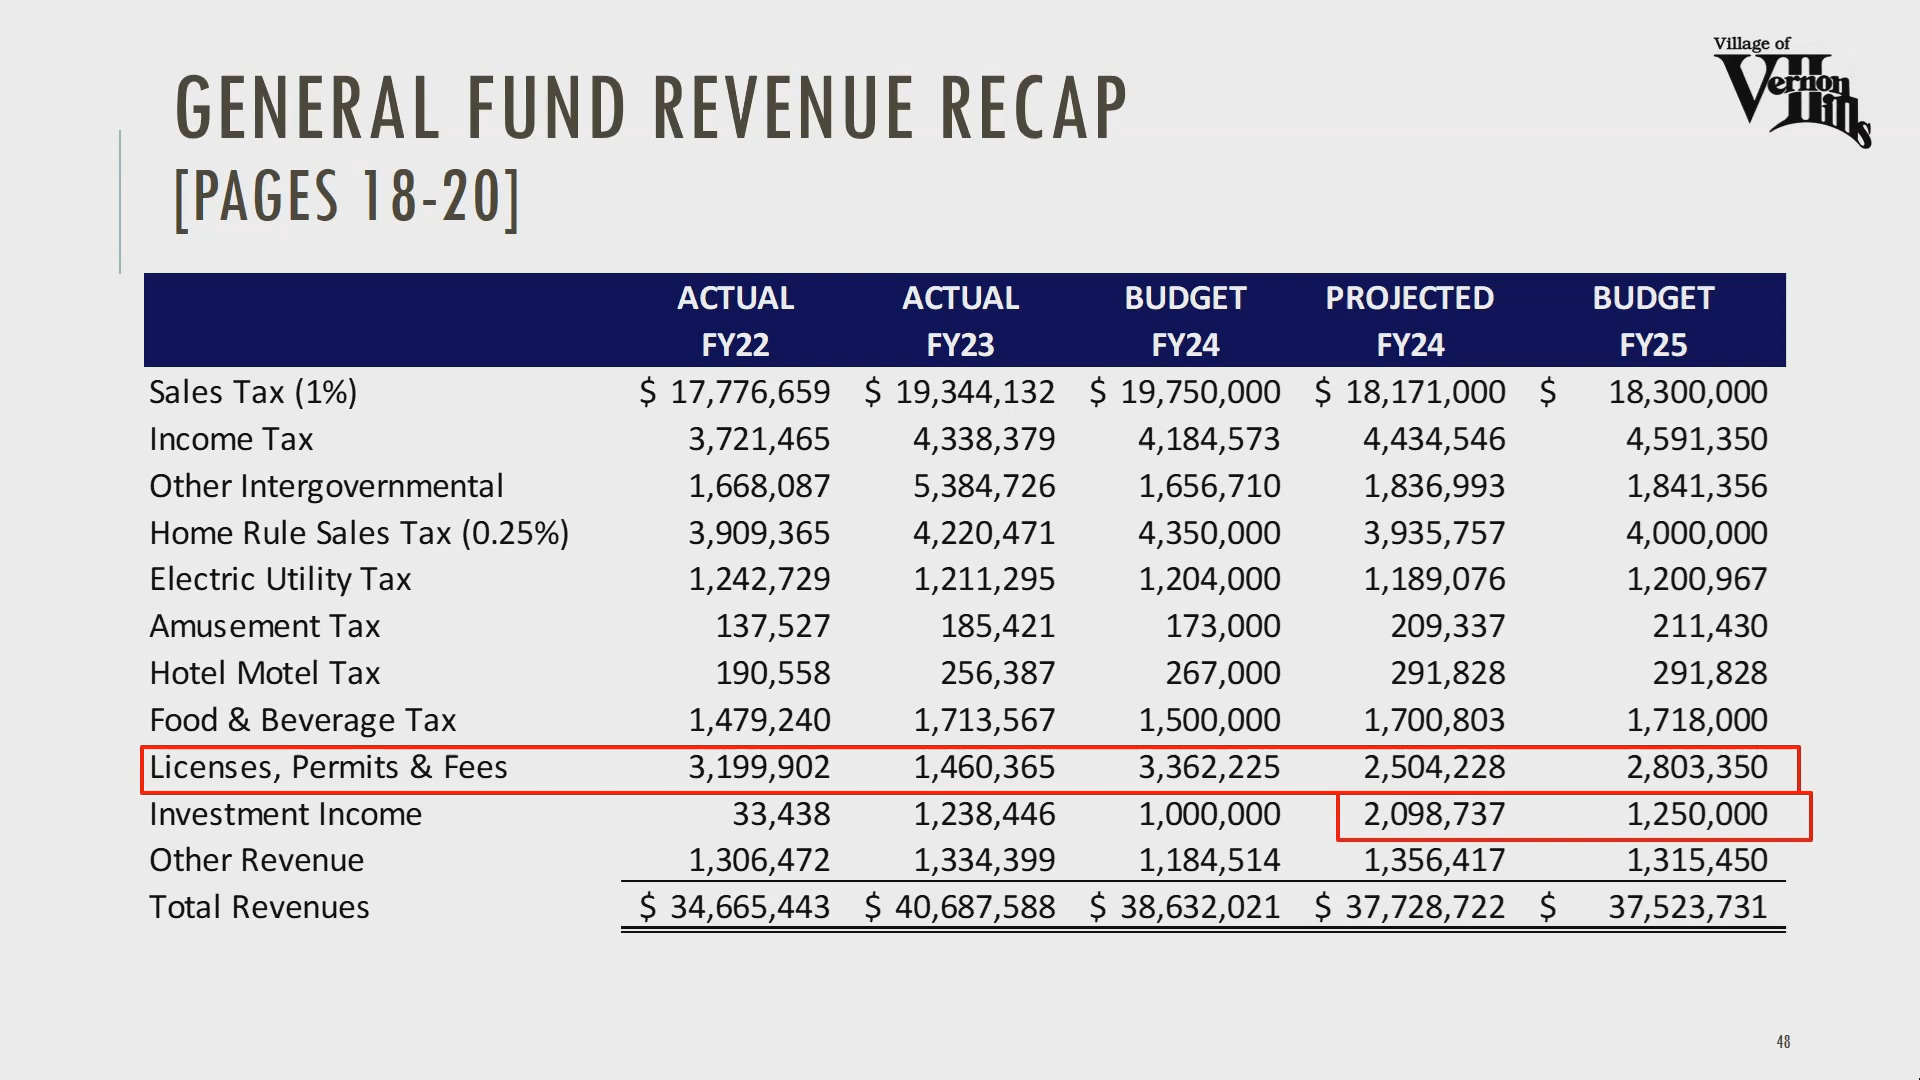 Village of
Vernon
Hills
GENERAL FUND REVENUE RECAP
[PAGES 18-20]
ACTUAL ACTUAL BUDGET PROJECTED BUDGET
FY22 FY23 FY24 FY24 FY25
Sales Tax (1%) $ 17,776,659 $ 19,344,132 $ 19,750,000 $ 18,171,000 $ 18,300,000
Income Tax 3,721,465 4,338,379 4,184,573 4,434,546 4,591,350
Other Intergovernmental 1,668,087 5,384,726 1,656,710 1,836,993 1,841,356
Home Rule Sales Tax (0.25%) 3,909,365 4,220,471 4,350,000 3,935,757 4,000,000
Electric Utility Tax 1,242,729 1,211,295 1,204,000 1,189,076 1,200,967
Amusement Tax 137,527 185,421 173,000 209,337 211,430
Hotel Motel Tax 190,558 256,387 267,000 291,828 291,828
Food & Beverage Tax 1,479,240 1,713,567 1,500,000 1,700,803 1,718,000
Licenses, Permits & Fees 3,199,902 1,460,365 3,362,225 2,504,228 2,803,350
Investment Income 33,438 1,238,446 1,000,000 2,098,737 1,250,000
Other Revenue 1,306,472 1,334,399 1,184,514 1,356,417 1,315,450
Total Revenues $ 34,665,443 $ 40,687,588 $ 38,632,021 $ 37,728,722 $ 37,523,731
48